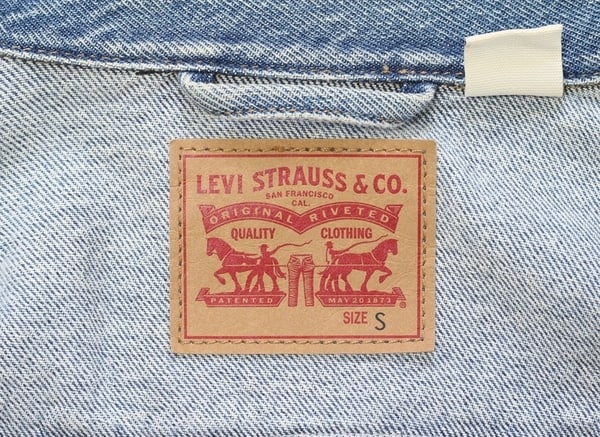 LEVI STRAUSS & CO.
SAN FRANCISCO
CAL.
ORIGINAL RIVETED
QUALITY CLOTHING
PATENTED MAY 20 1873 ®
SIZE S